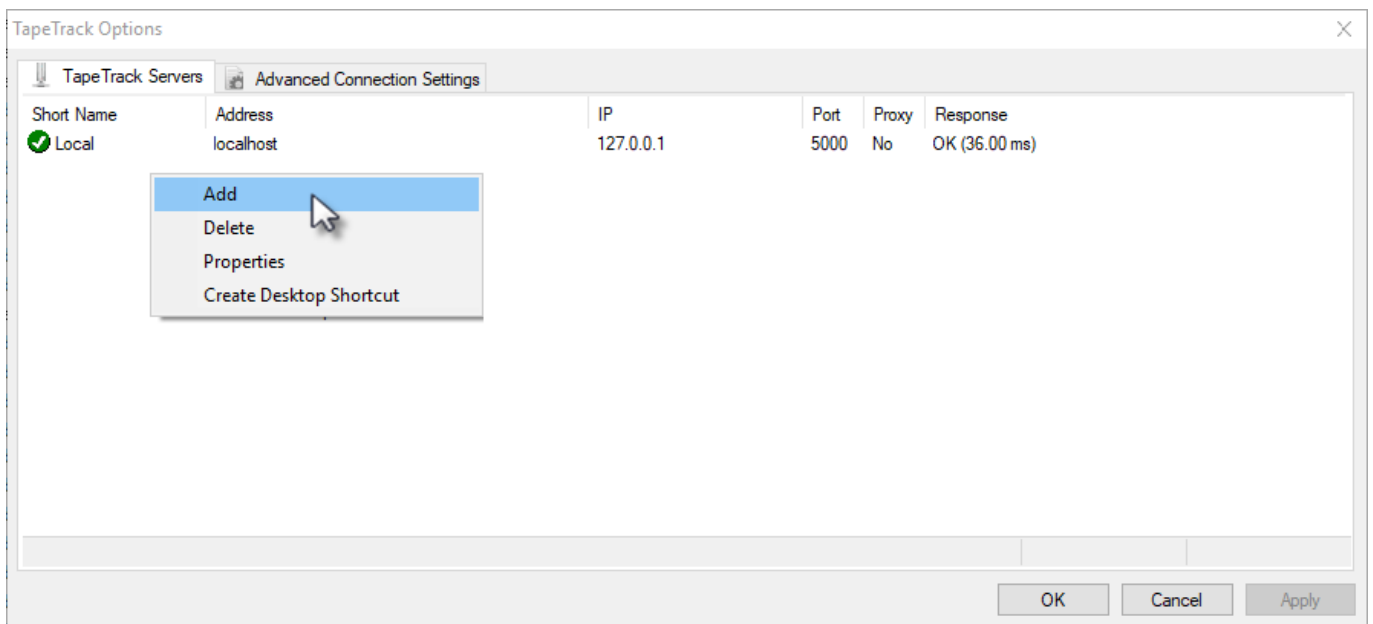 TapeTrack Options
TapeTrack Servers Advanced Connection Settings
Short Name Address IP Port Proxy Response
Local localhost 127.0.0.1 5000 No OK (36.00 ms)
Add
Delete
Properties
Create Desktop Shortcut
OK Cancel Apply